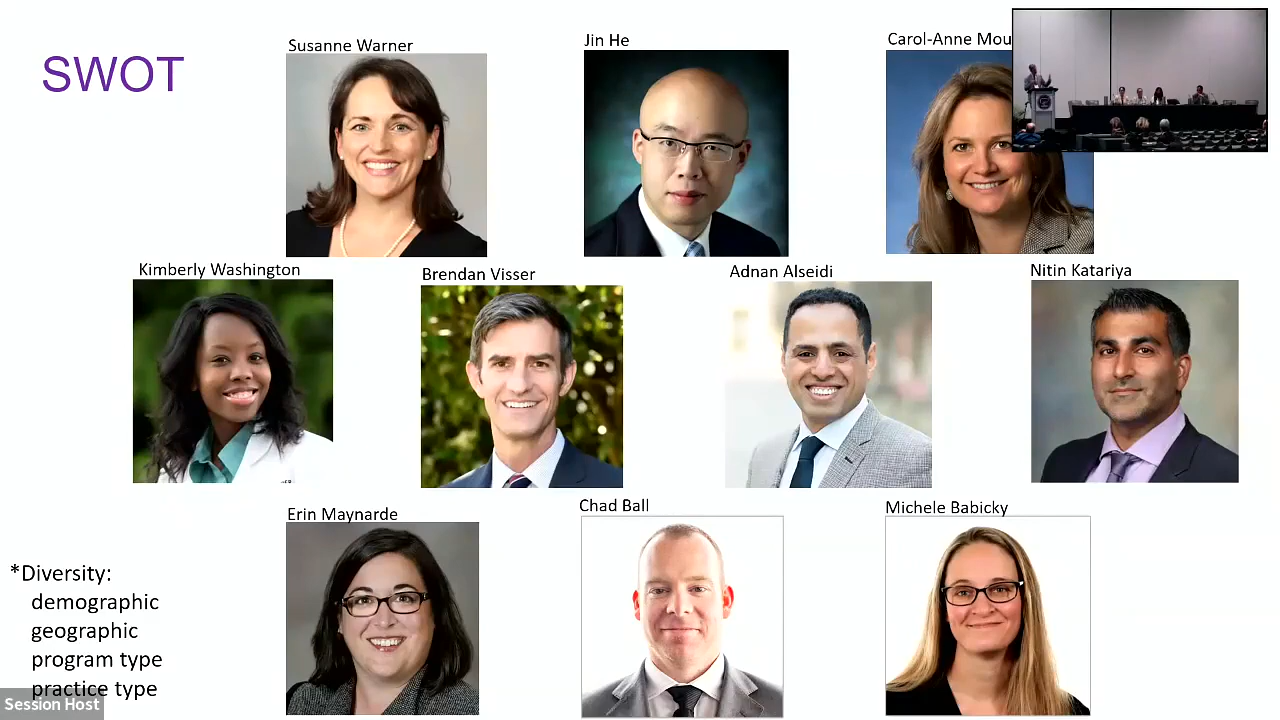 SWOT
Susanne Warner
Jin He
Carol-Anne Mou
Kimberly Washington
Brendan Visser
Adnan Alseidi
Nitin Katariya
Erin Maynarde
Chad Ball
Michele Babicky
*Diversity:
demographic
geographic
program type
practice type
Session Host